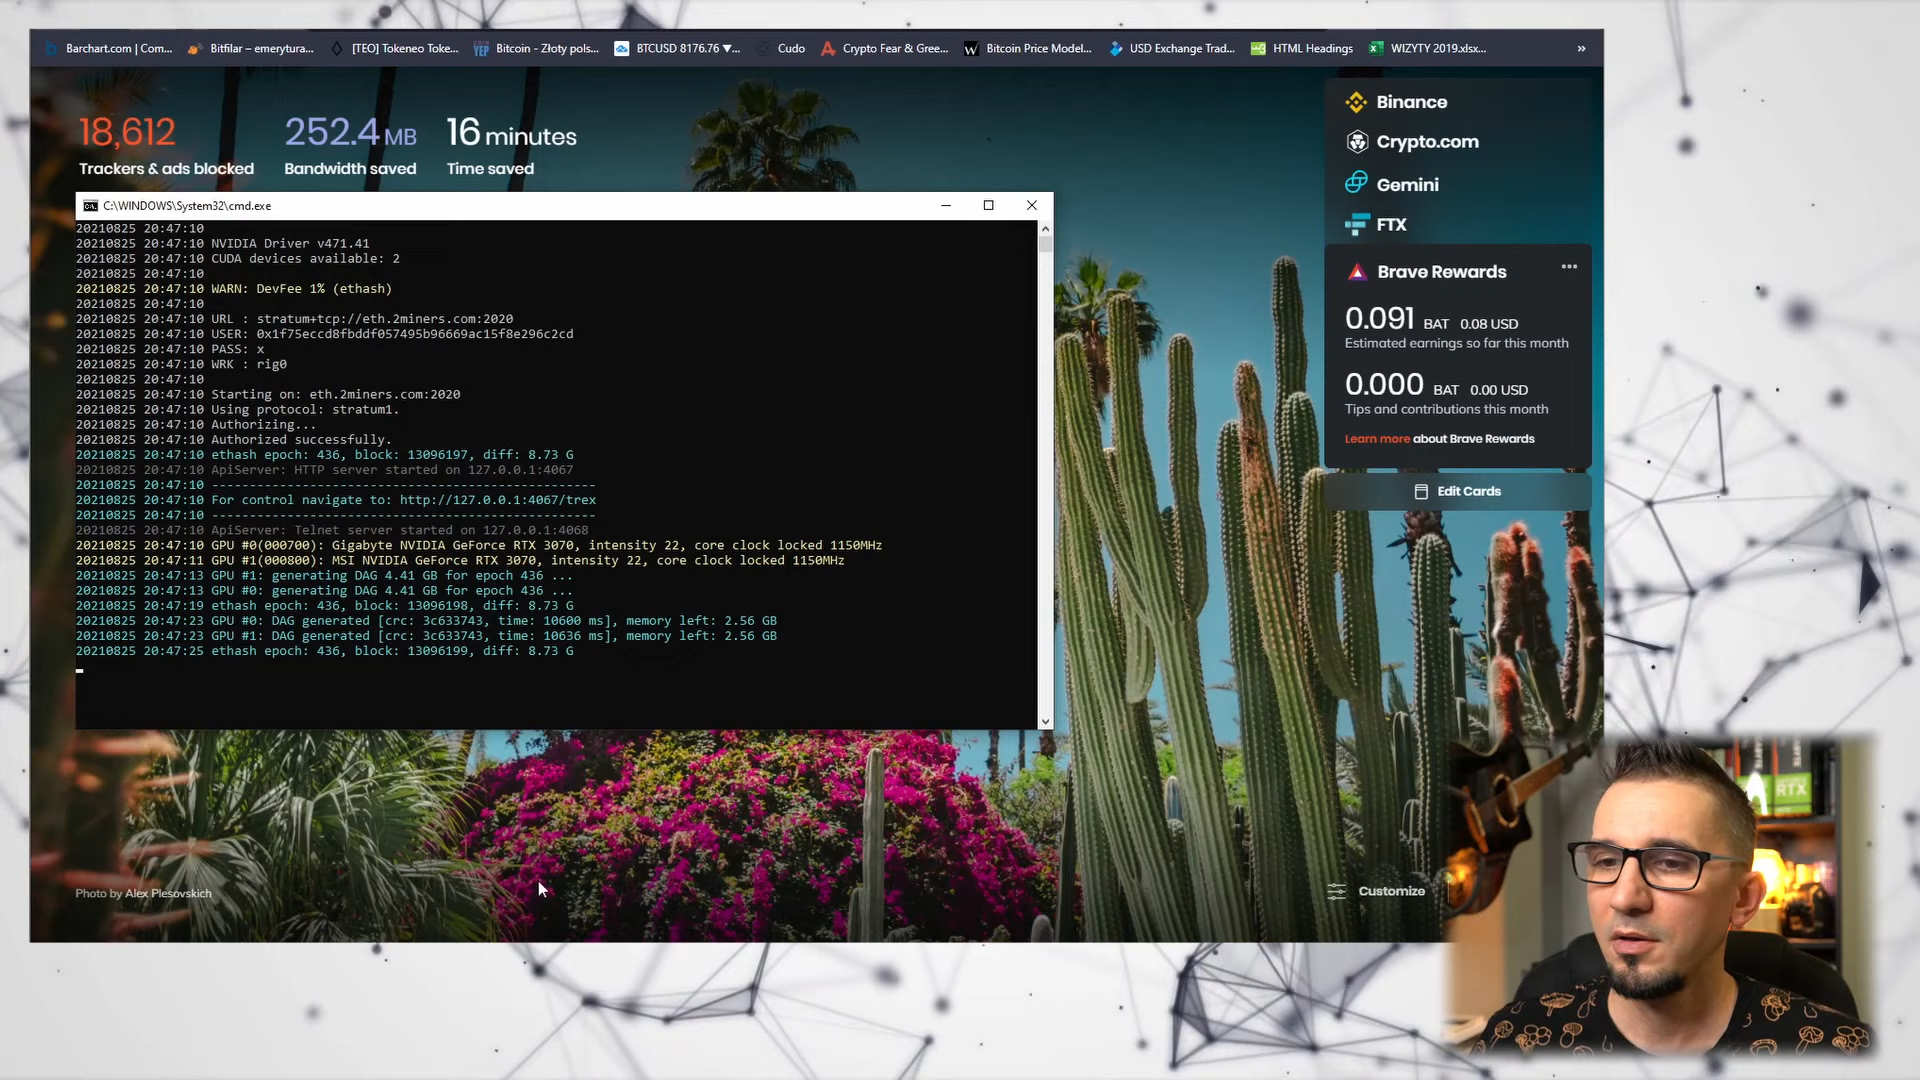 Barchart.com | Com...
Bitfilar – emerytura...
[TEO] Tokeneo Toke...
Bitcoin - Złoty pols...
BTCUSD 8176.76 ▼...
Cudo
Crypto Fear & Gree...
Bitcoin Price Model...
USD Exchange Trad...
HTML Headings
WIZYTY 2019.xlsx...
»
18,612
Trackers & ads blocked
252.4 MB
Bandwidth saved
16 minutes
Time saved
C:\WINDOWS\System32\cmd.exe
20210825 20:47:10
20210825 20:47:10 NVIDIA Driver v471.41
20210825 20:47:10 CUDA devices available: 2
20210825 20:47:10
20210825 20:47:10 WARN: DevFee 1% (ethash)
20210825 20:47:10
20210825 20:47:10 URL : stratum+tcp://eth.2miners.com:2020
20210825 20:47:10 USER: 0x1f75eccd8fbddf057495b96669ac15f8e296c2cd
20210825 20:47:10 PASS: x
20210825 20:47:10 WRK : rig0
20210825 20:47:10
20210825 20:47:10 Starting on: eth.2miners.com:2020
20210825 20:47:10 Using protocol: stratum1.
20210825 20:47:10 Authorizing...
20210825 20:47:10 Authorized successfully.
20210825 20:47:10 ethash epoch: 436, block: 13096197, diff: 8.73 G
20210825 20:47:10 ApiServer: HTTP server started on 127.0.0.1:4067
20210825 20:47:10 ---------------------------------------------------
20210825 20:47:10 For control navigate to: http://127.0.0.1:4067/trex
20210825 20:47:10 ---------------------------------------------------
20210825 20:47:10 ApiServer: Telnet server started on 127.0.0.1:4068
20210825 20:47:10 GPU #0(000700): Gigabyte NVIDIA GeForce RTX 3070, intensity 22, core clock locked 1150MHz
20210825 20:47:11 GPU #1(000800): MSI NVIDIA GeForce RTX 3070, intensity 22, core clock locked 1150MHz
20210825 20:47:13 GPU #1: generating DAG 4.41 GB for epoch 436 ...
20210825 20:47:13 GPU #0: generating DAG 4.41 GB for epoch 436 ...
20210825 20:47:19 ethash epoch: 436, block: 13096198, diff: 8.73 G
20210825 20:47:23 GPU #0: DAG generated [crc: 3c633743, time: 10600 ms], memory left: 2.56 GB
20210825 20:47:23 GPU #1: DAG generated [crc: 3c633743, time: 10636 ms], memory left: 2.56 GB
20210825 20:47:25 ethash epoch: 436, block: 13096199, diff: 8.73 G
Binance
Crypto.com
Gemini
FTX
Brave Rewards
0.091 BAT 0.08 USD
Estimated earnings so far this month
0.000 BAT 0.00 USD
Tips and contributions this month
Learn more about Brave Rewards
Edit Cards
Photo by Alex Plesovskich
Customize
RTX